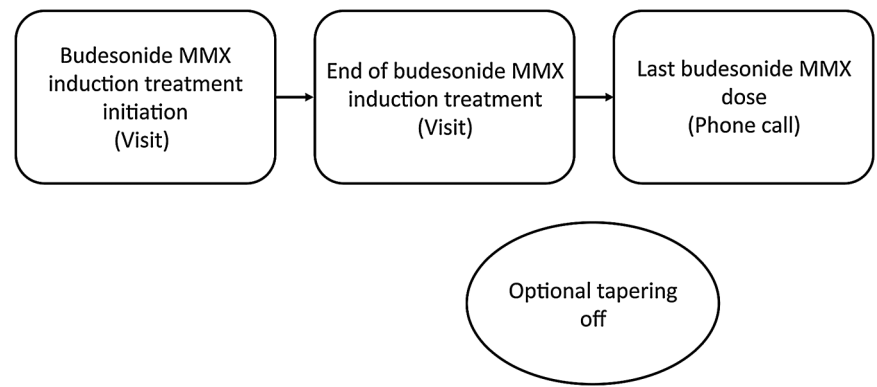 Budesonide MMX
induction treatment
initiation
(Visit)
End of budesonide MMX
induction treatment
(Visit)
Last budesonide MMX
dose
(Phone call)
Optional tapering
off